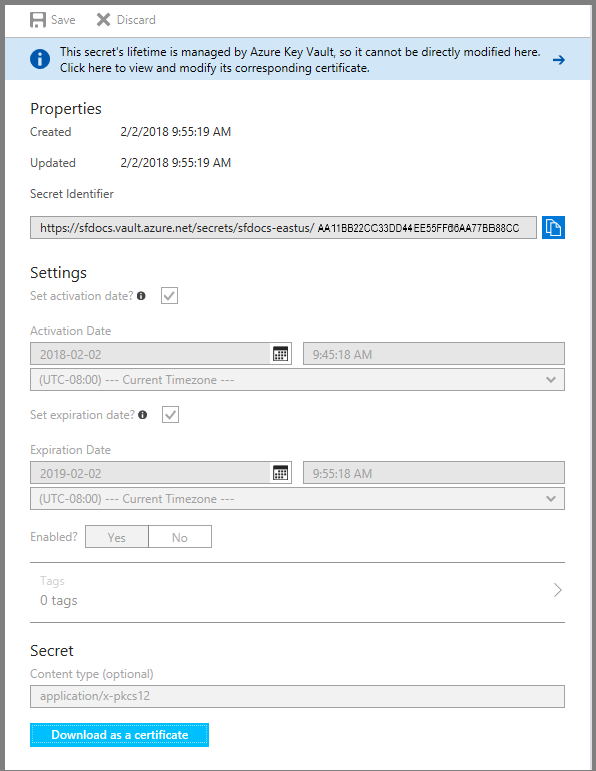 Save Discard
This secret's lifetime is managed by Azure Key Vault, so it cannot be directly modified here.
Click here to view and modify its corresponding certificate.
Properties
Created 2/2/2018 9:55:19 AM
Updated 2/2/2018 9:55:19 AM
Secret Identifier
https://sfdocs.vault.azure.net/secrets/sfdocs-eastus/ AA11BB22CC33DD44EE55FF66AA77BB88CC
Settings
Set activation date?
Activation Date
2018-02-02 9:45:18 AM
(UTC-08:00) --- Current Timezone ---
Set expiration date?
Expiration Date
2019-02-02 9:55:18 AM
(UTC-08:00) --- Current Timezone ---
Enabled? Yes No
Tags
0 tags
Secret
Content type (optional)
application/x-pkcs12
Download as a certificate